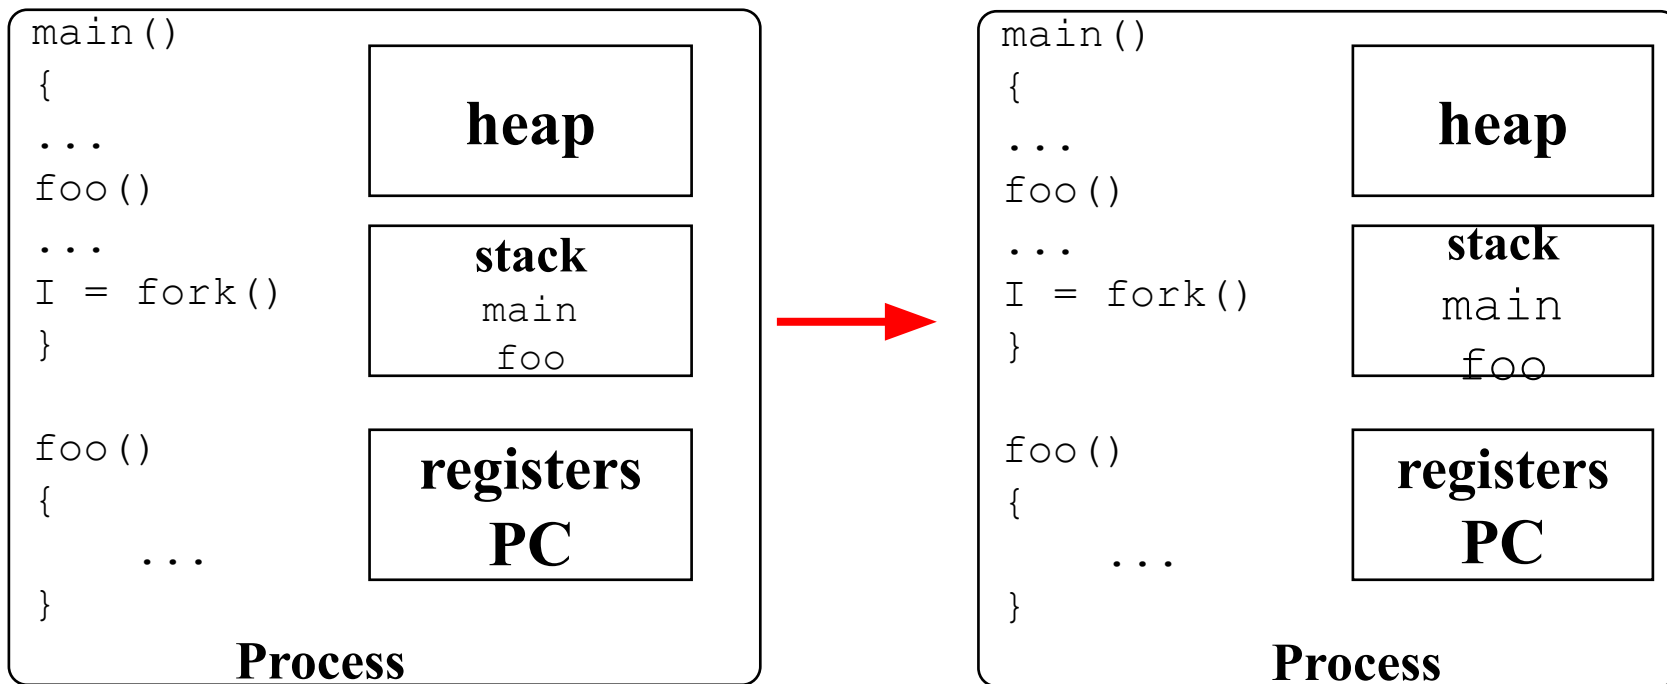 main()
{
...
foo()
...
I = fork()
}
foo()
{
...
}
heap
stack
main
foo
registers
PC
Process
main()
{
...
foo()
...
I = fork()
}
foo()
{
...
}
heap
stack
main
foo
registers
PC
Process